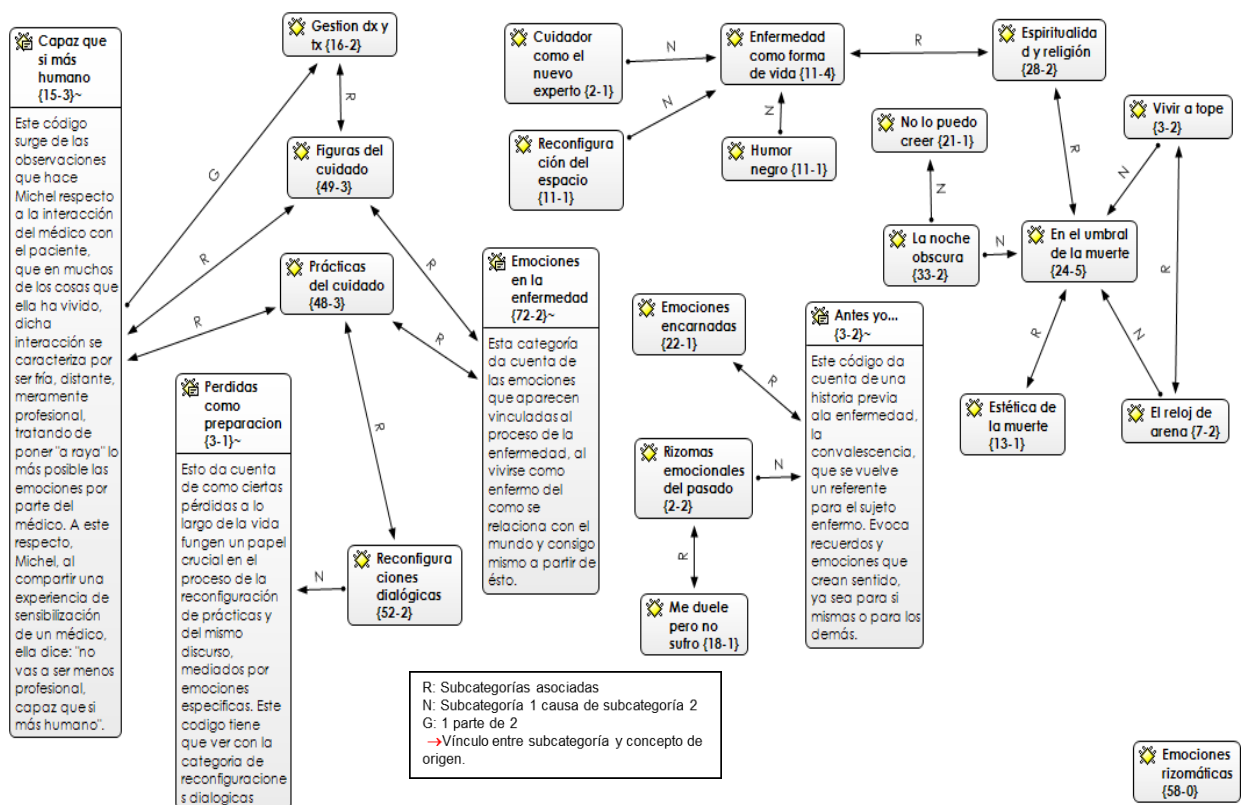 Capaz que
si más
humano
{15-3}~
Este código
surge de las
observaciones
que hace
Michel respecto
a la interacción
del médico con
el paciente,
que en muchos
de los cosas que
ella ha vivido,
dicha
interacción se
caracteriza por
ser fría, distante,
meramente
profesional,
tratando de
poner "a raya" lo
más posible las
emociones por
parte del
médico. A este
respecto,
Michel, al
compartir una
experiencia de
sensibilización
de un médico,
ella dice: "no
vas a ser menos
profesional,
capaz que si
más humano".
Gestion dx y
tx {16-2}
G
R
Figuras del
cuidado
{49-3}
R
R
Prácticas
del cuidado
{48-3}
R
R
R
Perdidas
como
preparacion
{3-1}~
Esto da cuenta
de como ciertas
pérdidas a lo
largo de la vida
fungen un papel
crucial en el
proceso de la
reconfiguración
de prácticas y
del mismo
discurso,
mediados por
emociones
especificas. Este
codigo tiene
que ver con la
categoria de
reconfiguracione
s dialogicas
N
Reconfigura
ciones
dialógicas
{52-2}
Emociones
en la
enfermedad
{72-2}~
Esta categoría
da cuenta de
las emociones
que aparecen
vinculadas al
proceso de la
enfermedad, al
vivirse como
enfermo del
como se
relaciona con el
mundo y consigo
mismo a partir de
ésto.
Cuidador
como el
nuevo
experto {2-1}
N
Reconfigura
ción del
espacio
{11-1}
N
Enfermedad
como forma
de vida {11-4}
N
Humor
negro {11-1}
R
Espiritualida
d y religión
{28-2}
R
No lo puedo
creer {21-1}
N
La noche
obscura
{33-2}
N
Vivir a tope
{3-2}
N
R
En el umbral
de la muerte
{24-5}
R
N
Estética de
la muerte
{13-1}
El reloj de
arena {7-2}
Emociones
encarnadas
{22-1}
R
Rizomas
emocionales
del pasado
{2-2}
N
R
Me duele
pero no
sufro {18-1}
Antes yo...
{3-2}~
Este código da
cuenta de una
historia previa
ala enfermedad,
la
convalescencia,
que se vuelve
un referente
para el sujeto
enfermo. Evoca
recuerdos y
emociones que
crean sentido,
ya sea para si
mismas o para los
demás.
R: Subcategorías asociadas
N: Subcategoría 1 causa de subcategoría 2
G: 1 parte de 2
→Vínculo entre subcategoría y concepto de
origen.
Emociones
rizomáticas
{58-0}